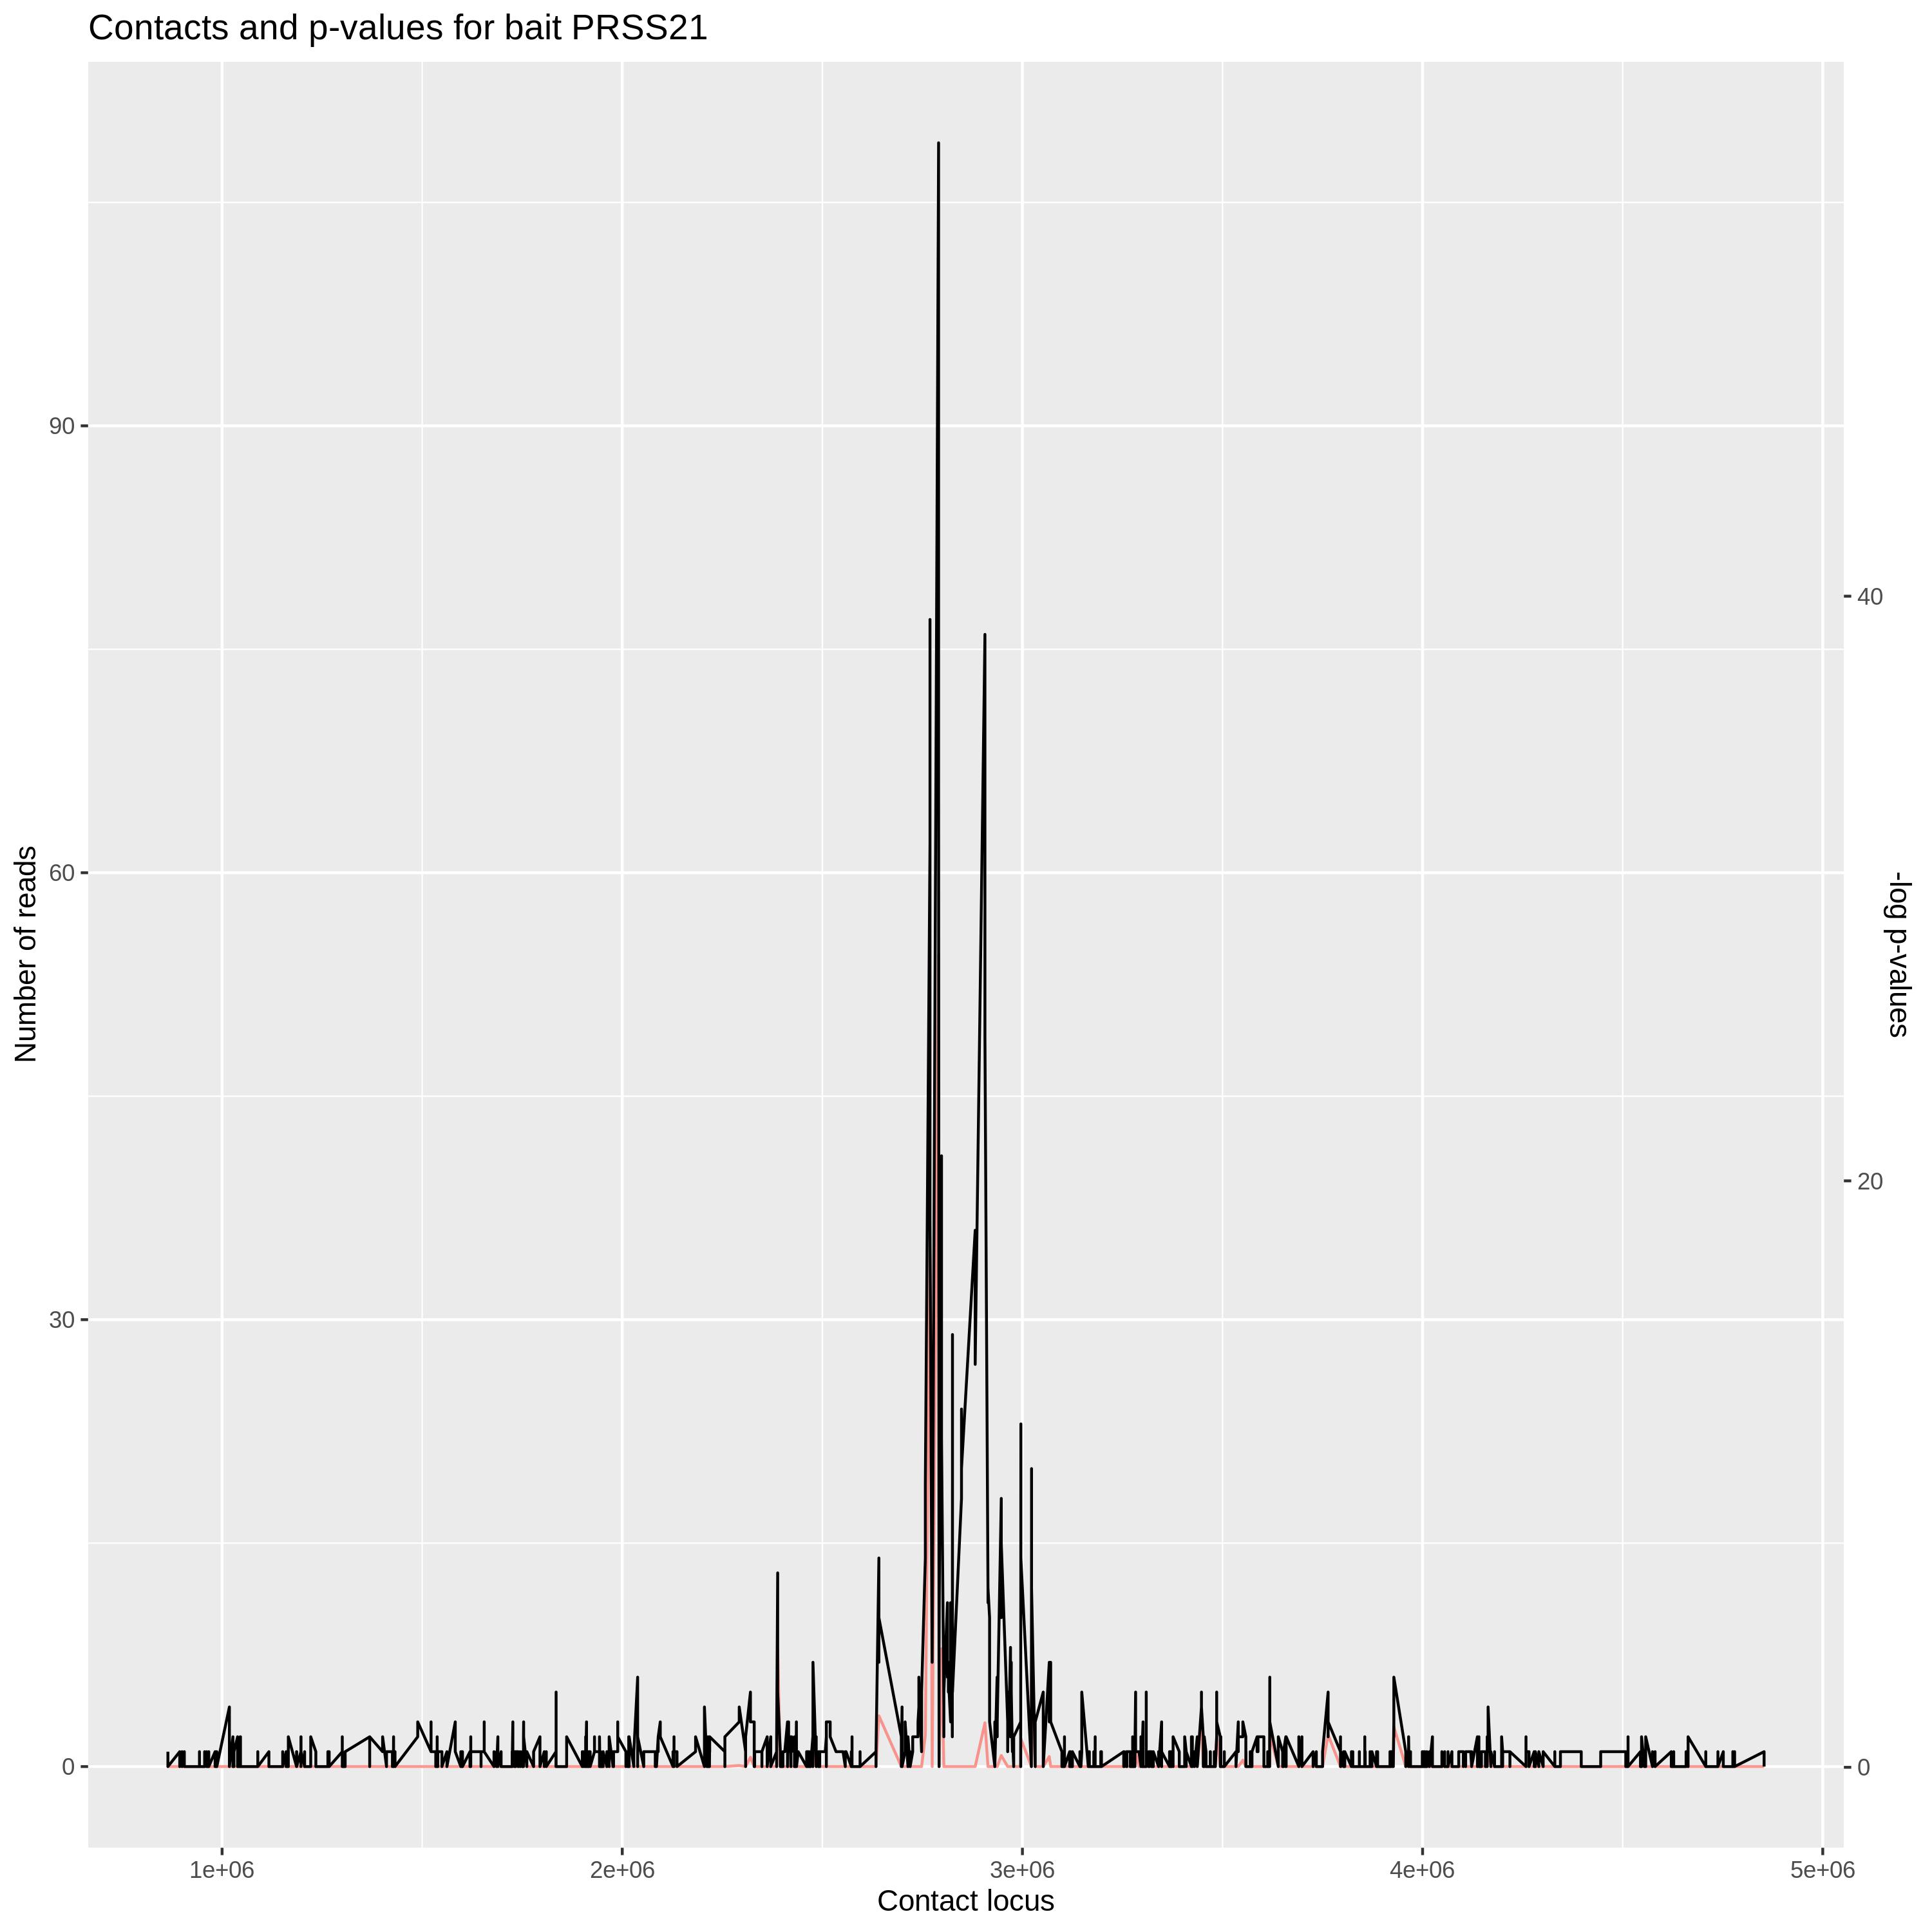 Contacts and p-values for bait PRSS21
90
60
30
0
Number of reads
40
20
0
-log p-values
1e+06
2e+06
3e+06
4e+06
5e+06
Contact locus